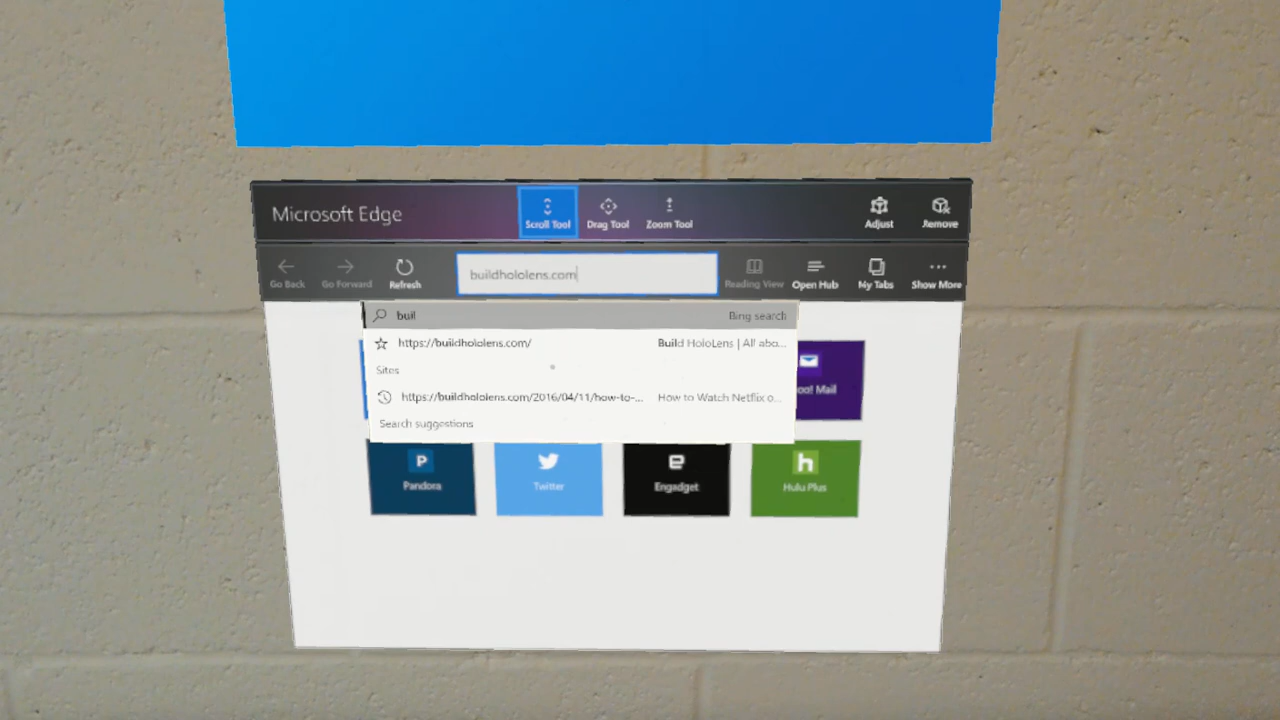 Microsoft Edge
Scroll Tool
Drag Tool
Zoom Tool
Adjust
Remove
Go Back
Go Forward
Refresh
buildhololens.com
Reading View
Open Hub
My Tabs
Show More
buil Bing search
https://buildhololens.com/ Build HoloLens | All abo...
Sites
https://buildhololens.com/2016/04/11/how-to-... How to Watch Netflix o...
Search suggestions
oo! Mail
P
Pandora
Twitter
e
Engadget
h
Hulu Plus